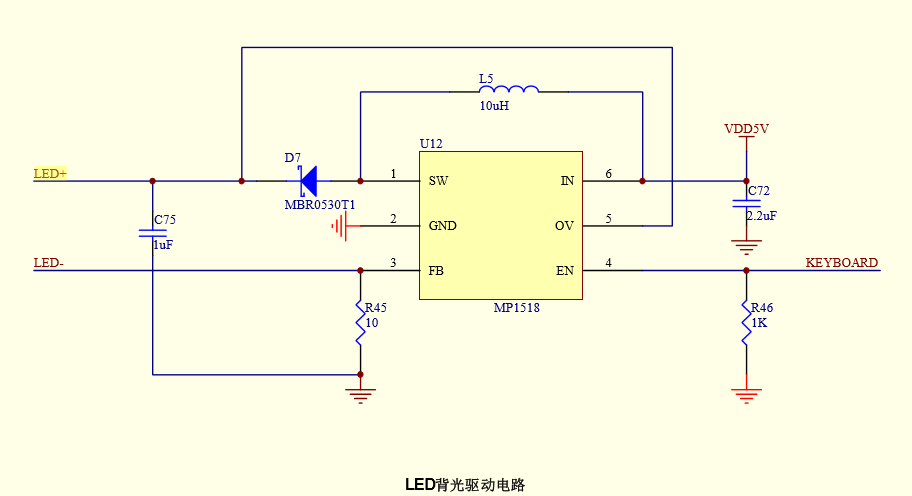 L5
10uH
VDD5V
U12
D7
LED+
1
SW
IN
6
C72
MBR0530T1
2.2uF
C75
2
GND
OV
5
1uF
LED-
3
FB
EN
4
KEYBOARD
R45
MP1518
R46
10
1K
LED背光驱动电路